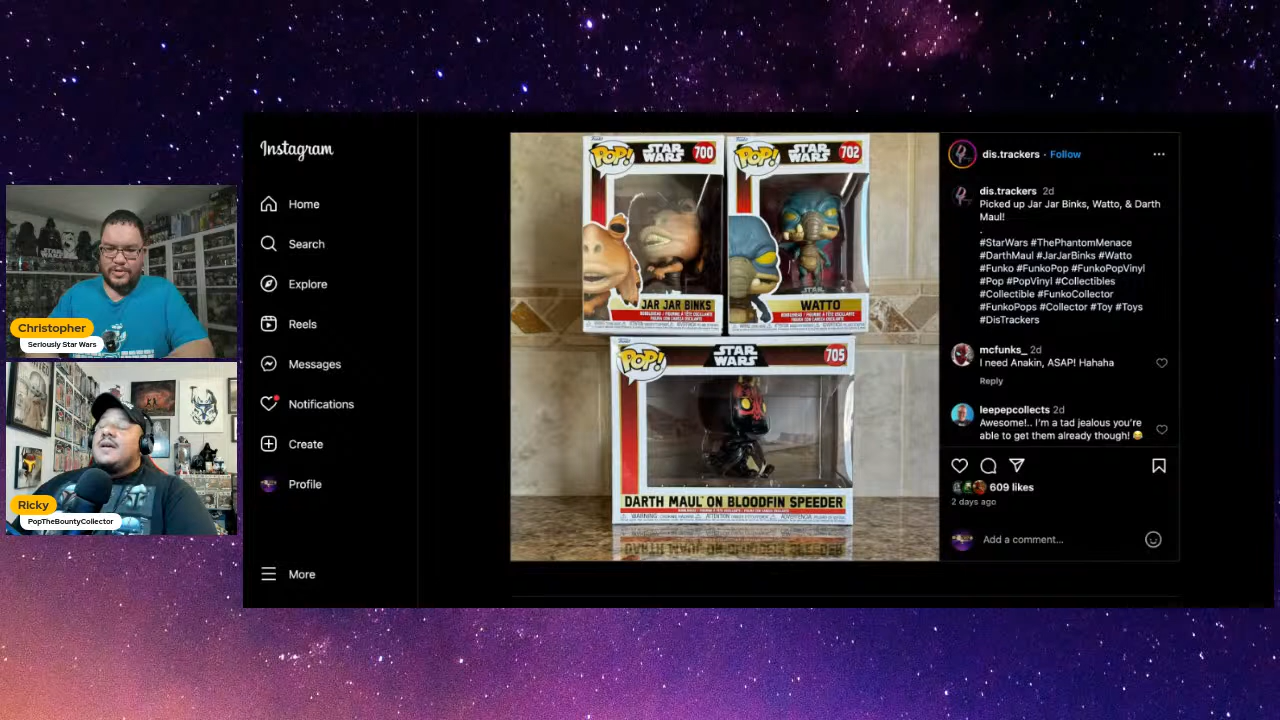 Instagram
Home
Search
Explore
Reels
Messages
Notifications
Create
Profile
More
Christopher
Seriously Star Wars
Ricky
PopTheBountyCollector
POP!
STAR WARS
700
JAR JAR BINKS
POP!
STAR WARS
702
WATTO
POP!
STAR WARS
705
DARTH MAUL ON BLOODFIN SPEEDER
dis.trackers · Follow
dis.trackers 2d
Picked up Jar Jar Binks, Watto, & Darth
Maul!
.
#StarWars #ThePhantomMenace
#DarthMaul #JarJarBinks #Watto
#Funko #FunkoPop #FunkoPopVinyl
#Pop #PopVinyl #Collectibles
#Collectible #FunkoCollector
#FunkoPops #Collector #Toy #Toys
#DisTrackers
mcfunks_ 2d
I need Anakin, ASAP! Hahaha
Reply
leepepcollects 2d
Awesome!.. I'm a tad jealous you're
able to get them already though! 😂
609 likes
2 days ago
Add a comment...